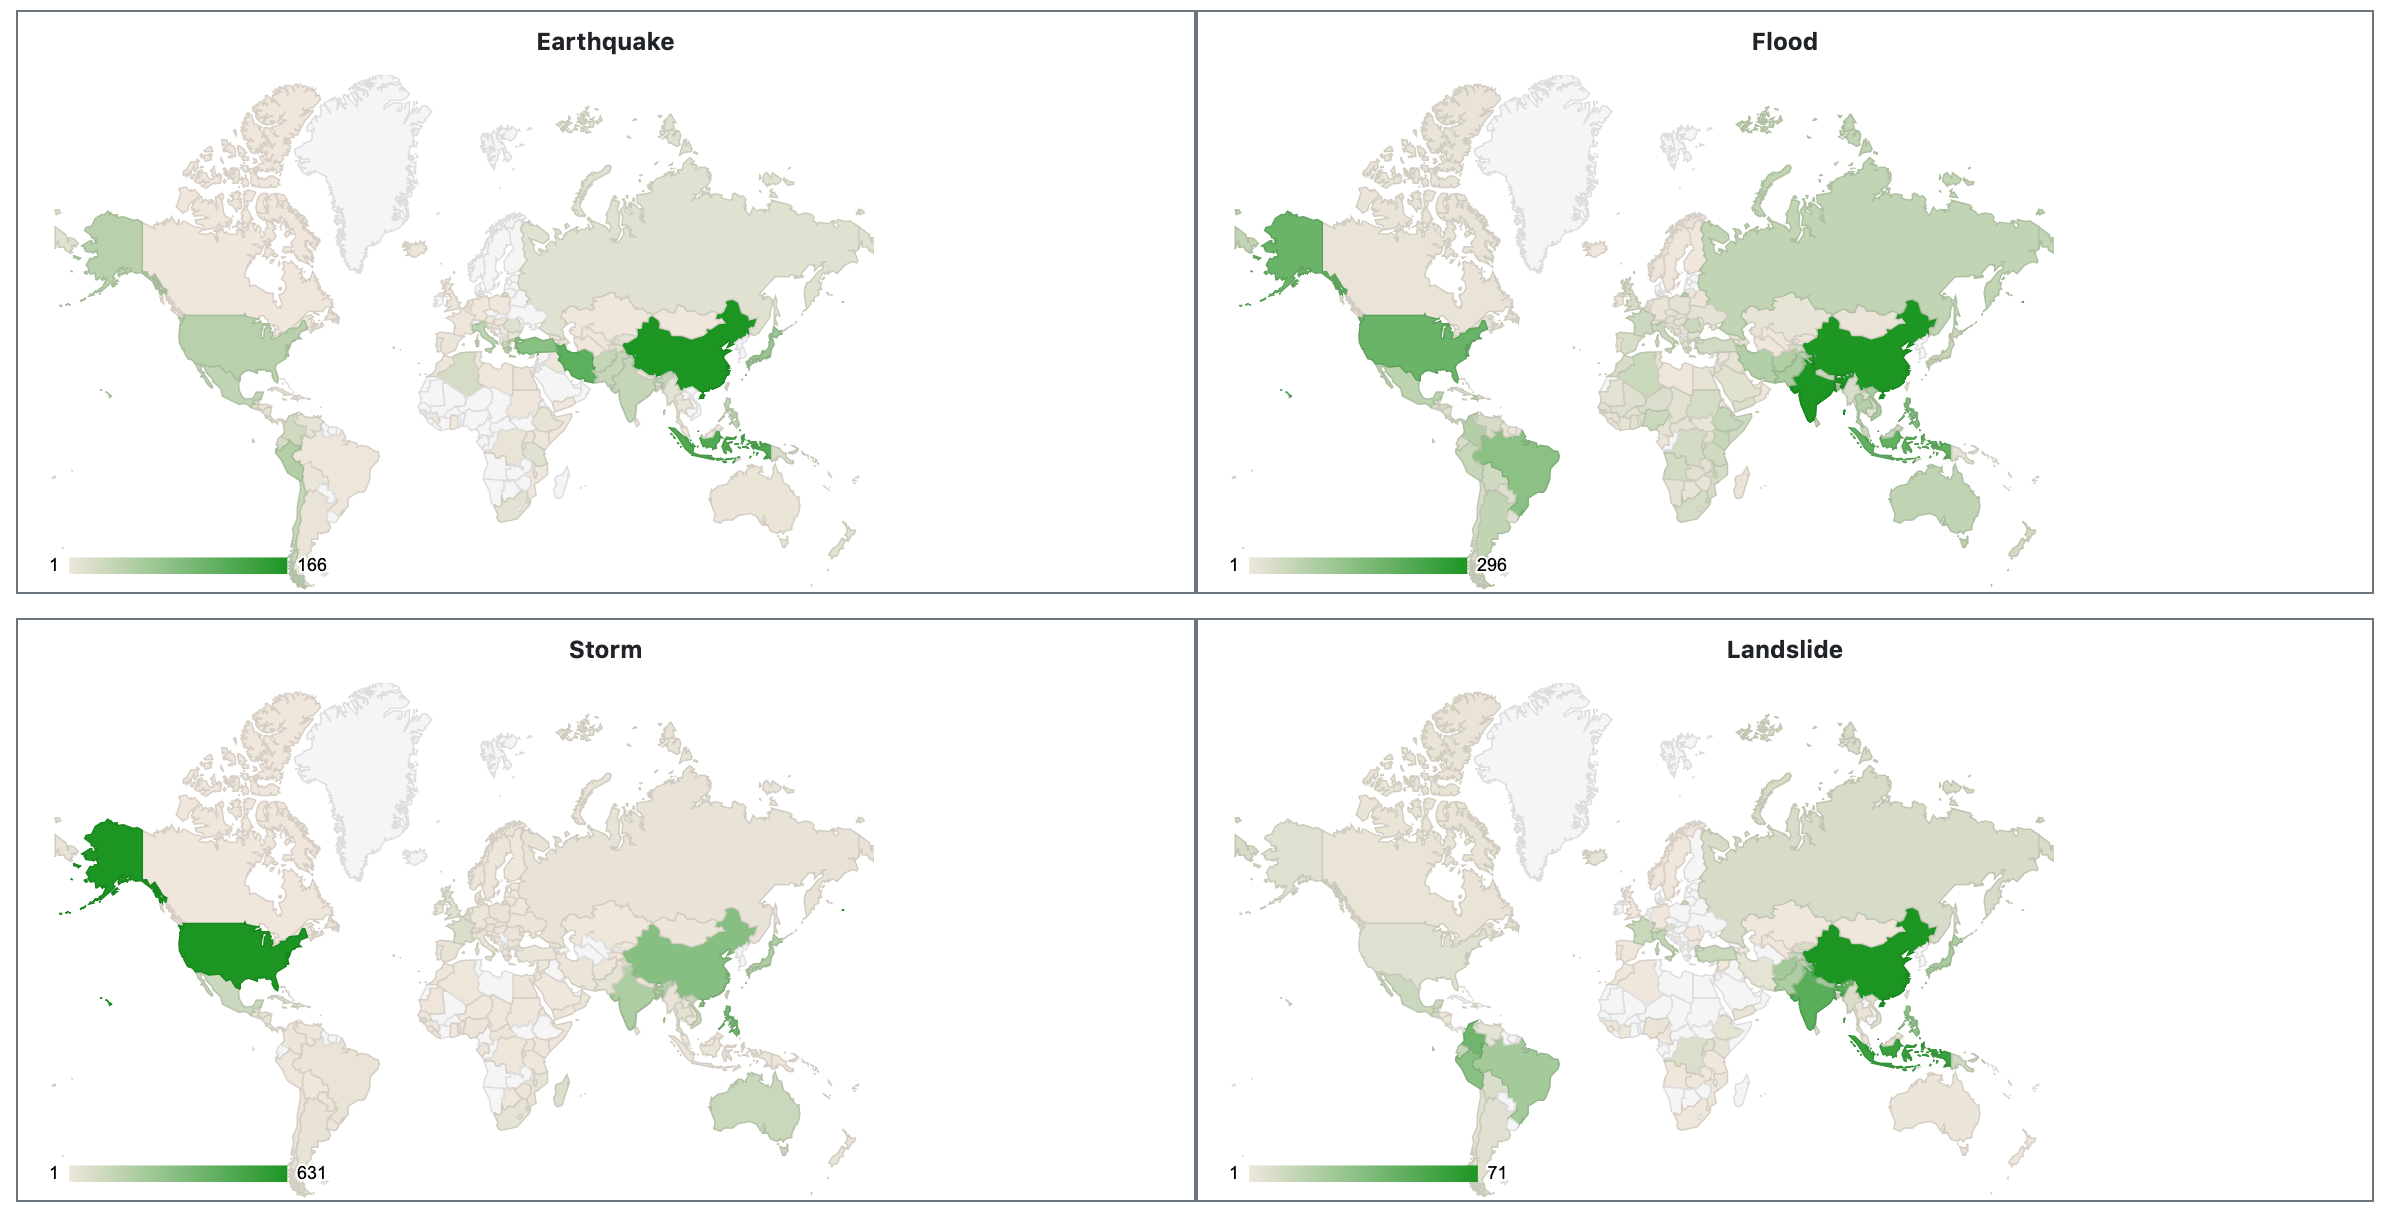 Earthquake
1 166
Flood
1 296
Storm
1 631
Landslide
1 71